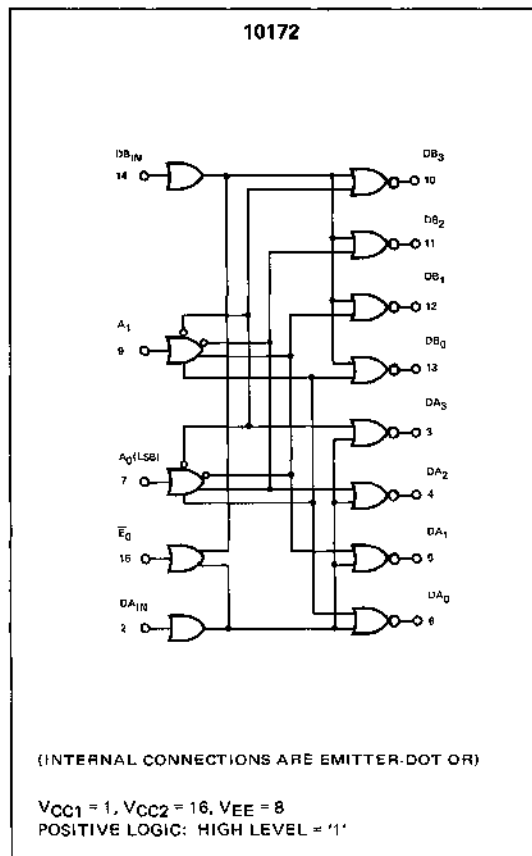 10172
DB_IN
14
DB_3
10
DB_2
11
DB_1
12
A_1
9
DB_0
13
DA_3
3
A_0 (LSB)
7
DA_2
4
E̅_0
15
DA_1
5
DA_IN
2
DA_0
6
(INTERNAL CONNECTIONS ARE EMITTER-DOT OR)
V_CC1 = 1, V_CC2 = 16, V_EE = 8
POSITIVE LOGIC: HIGH LEVEL = '1'